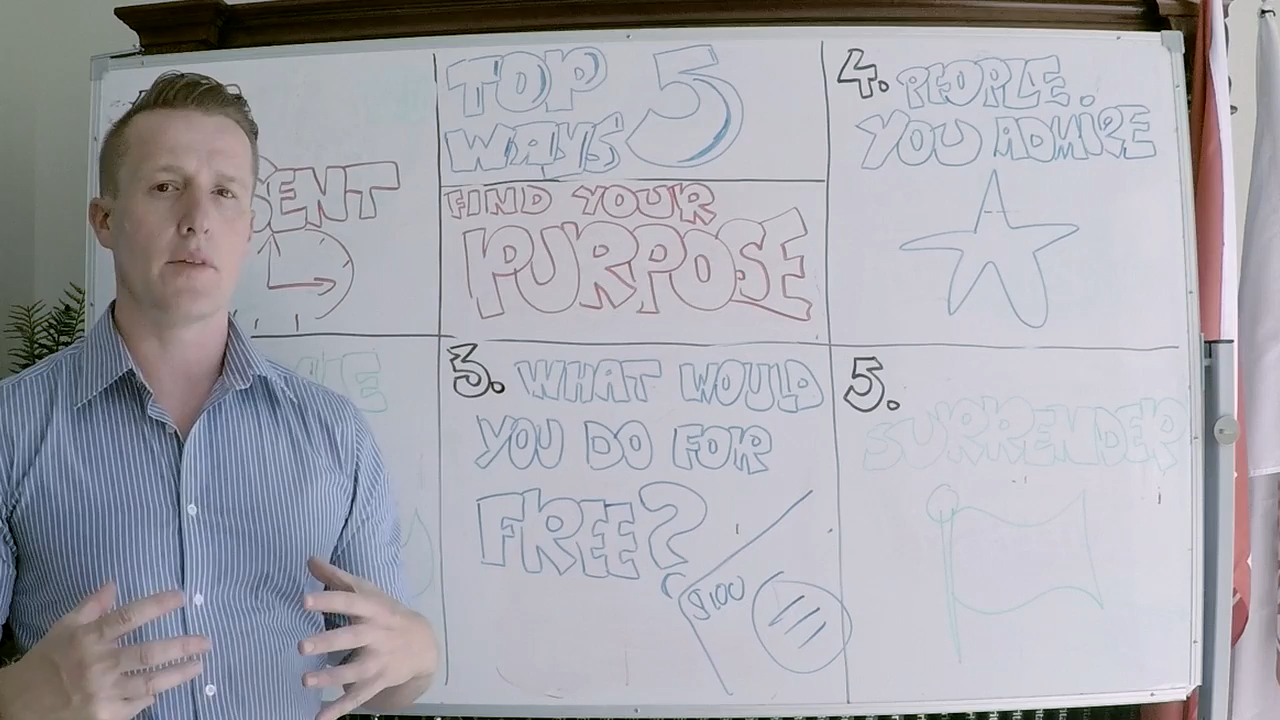 SENT
TOP 5
WAYS
FIND YOUR
PURPOSE
3. WHAT WOULD
YOU DO FOR
FREE?
$100
4. PEOPLE.
YOU ADMIRE
5.
SURRENDER